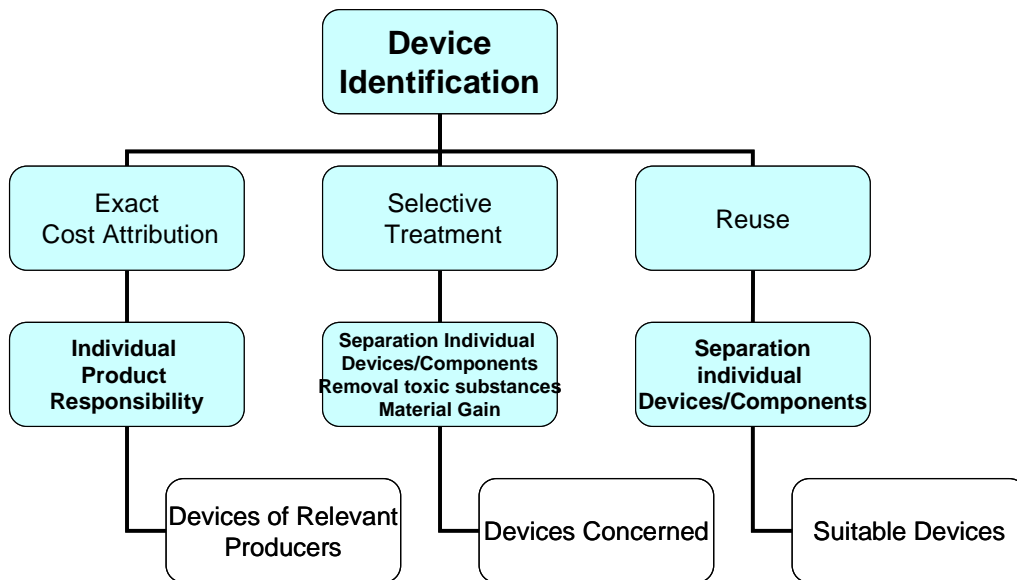 Device
Identification
Exact
Cost Attribution
Selective
Treatment
Reuse
Individual
Product
Responsibility
Separation Individual
Devices/Components
Removal toxic substances
Material Gain
Separation
individual
Devices/Components
Devices of Relevant
Producers
Devices Concerned
Suitable Devices